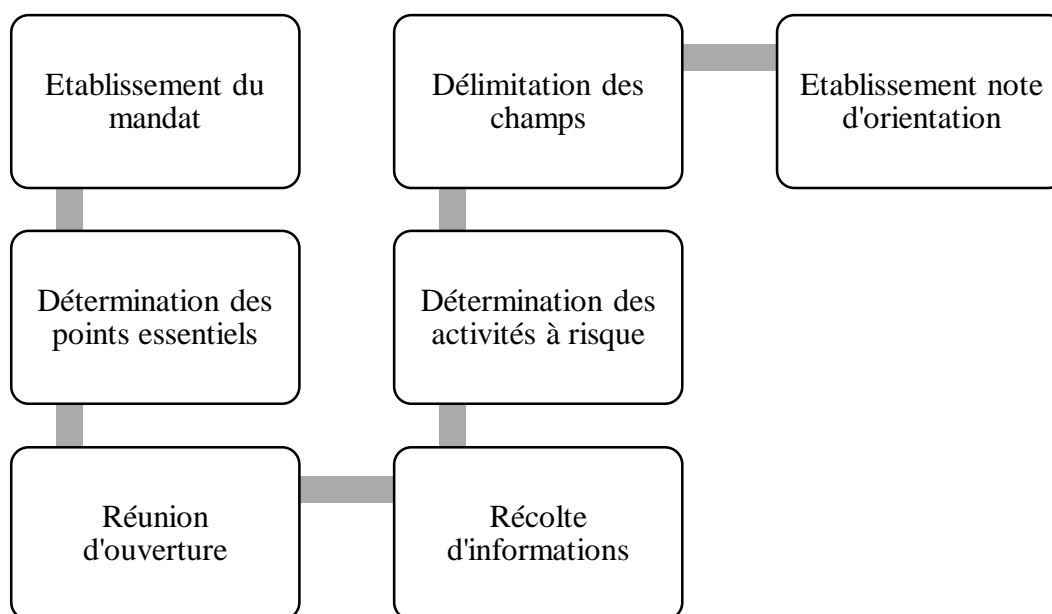 Etablissement du
mandat
Détermination des
points essentiels
Réunion
d'ouverture
Récolte
d'informations
Détermination des
activités à risque
Délimitation des
champs
Etablissement note
d'orientation